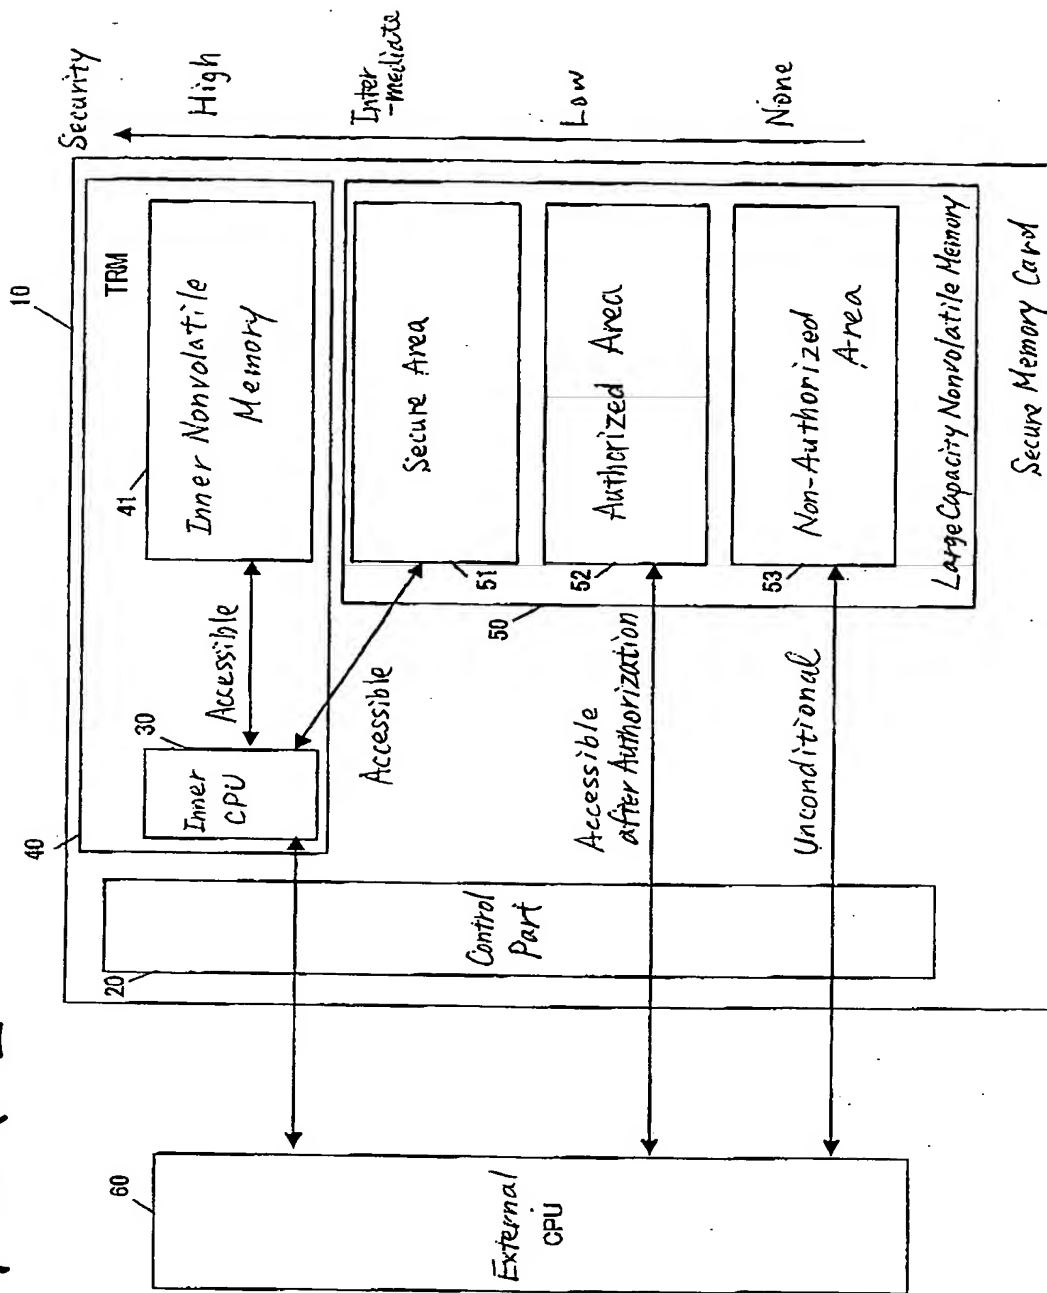 Security
High
Inter
-mediate
Low
None
10
TRM
41
Inner Nonvolatile
Memory
Accessible
30
Inner
CPU
40
Secure Area
51
Accessible
Authorized Area
52
Non-Authorized
Area
53
Large Capacity Nonvolatile Memory
50
Accessible
after Authorization
Unconditional
Control
Part
20
Secure Memory Card
60
External
CPU